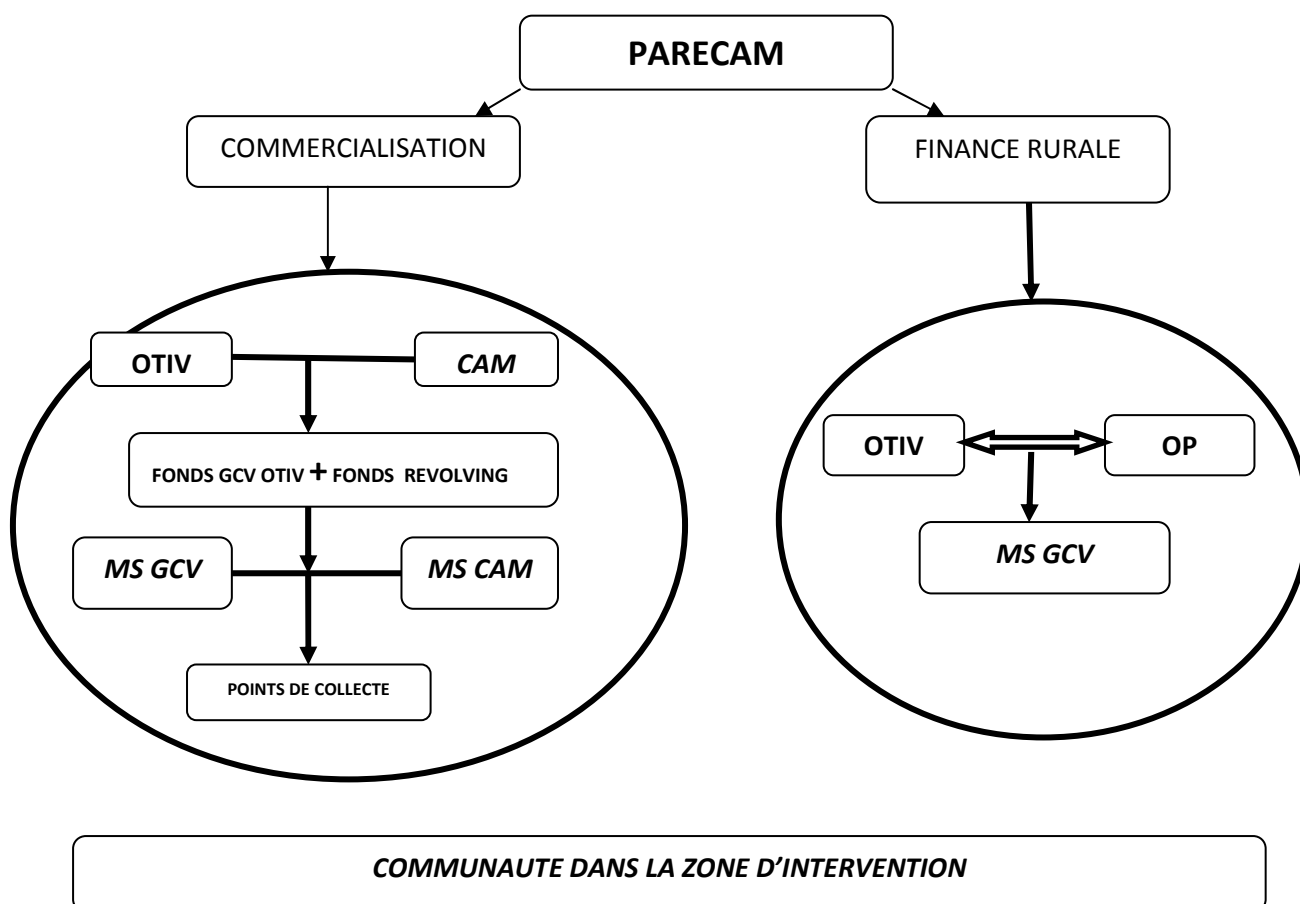 PARECAM
COMMERCIALISATION
FINANCE RURALE
OTIV
CAM
FONDS GCV OTIV + FONDS REVOLVING
MS GCV
MS CAM
POINTS DE COLLECTE
OTIV
OP
MS GCV
COMMUNAUTE DANS LA ZONE D’INTERVENTION